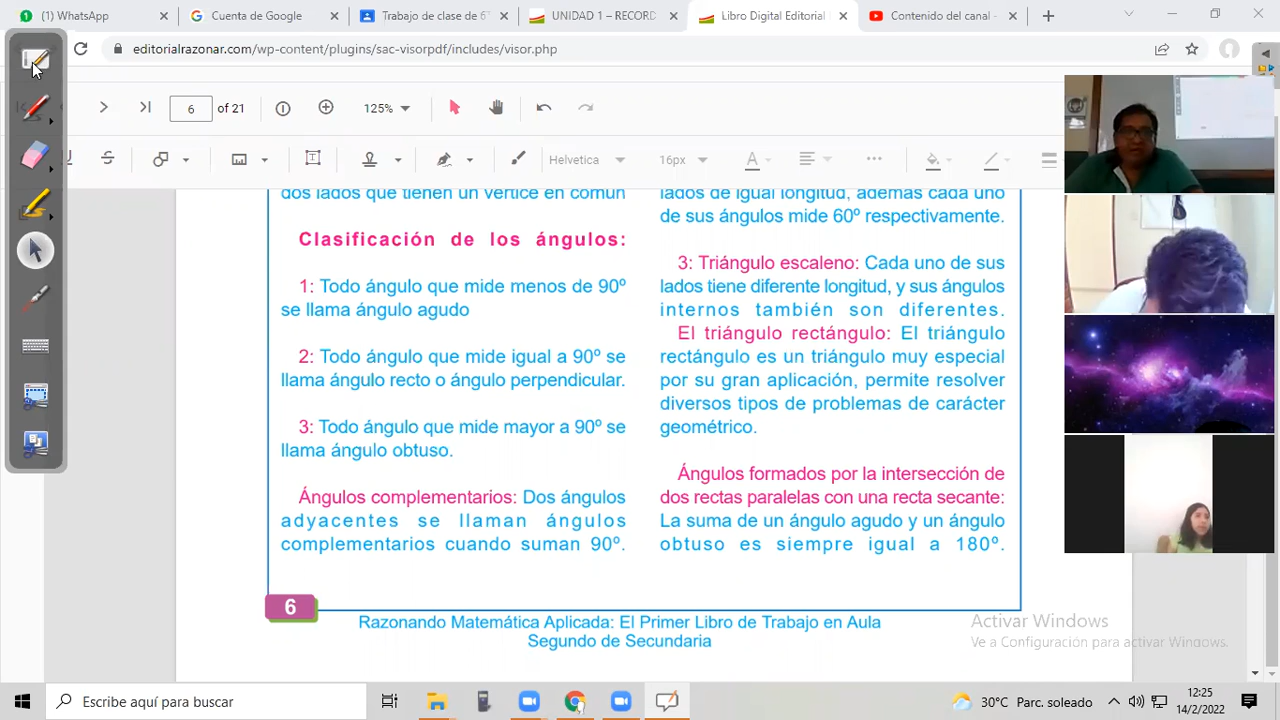 (1) WhatsApp
Cuenta de Google
Trabajo de clase de 6°
UNIDAD 1 – RECORD
Libro Digital Editorial
Contenido del canal -
editorialrazonar.com/wp-content/plugins/sac-visorpdf/includes/visor.php
6 of 21
125%
Helvetica
16px
dos lados que tienen un vértice en común
Clasificación de los ángulos:
1: Todo ángulo que mide menos de 90º
se llama ángulo agudo
2: Todo ángulo que mide igual a 90º se
llama ángulo recto o ángulo perpendicular.
3: Todo ángulo que mide mayor a 90º se
llama ángulo obtuso.
Ángulos complementarios: Dos ángulos
adyacentes se llaman ángulos
complementarios cuando suman 90º.
lados de igual longitud, además cada uno
de sus ángulos mide 60º respectivamente.
3: Triángulo escaleno: Cada uno de sus
lados tiene diferente longitud, y sus ángulos
internos también son diferentes.
El triángulo rectángulo: El triángulo
rectángulo es un triángulo muy especial
por su gran aplicación, permite resolver
diversos tipos de problemas de carácter
geométrico.
Ángulos formados por la intersección de
dos rectas paralelas con una recta secante:
La suma de un ángulo agudo y un ángulo
obtuso es siempre igual a 180º.
6
Razonando Matemática Aplicada: El Primer Libro de Trabajo en Aula
Segundo de Secundaria
Activar Windows
Ve a Configuración para activar Windows.
Escribe aquí para buscar
30°C Parc. soleado
12:25
14/2/2022